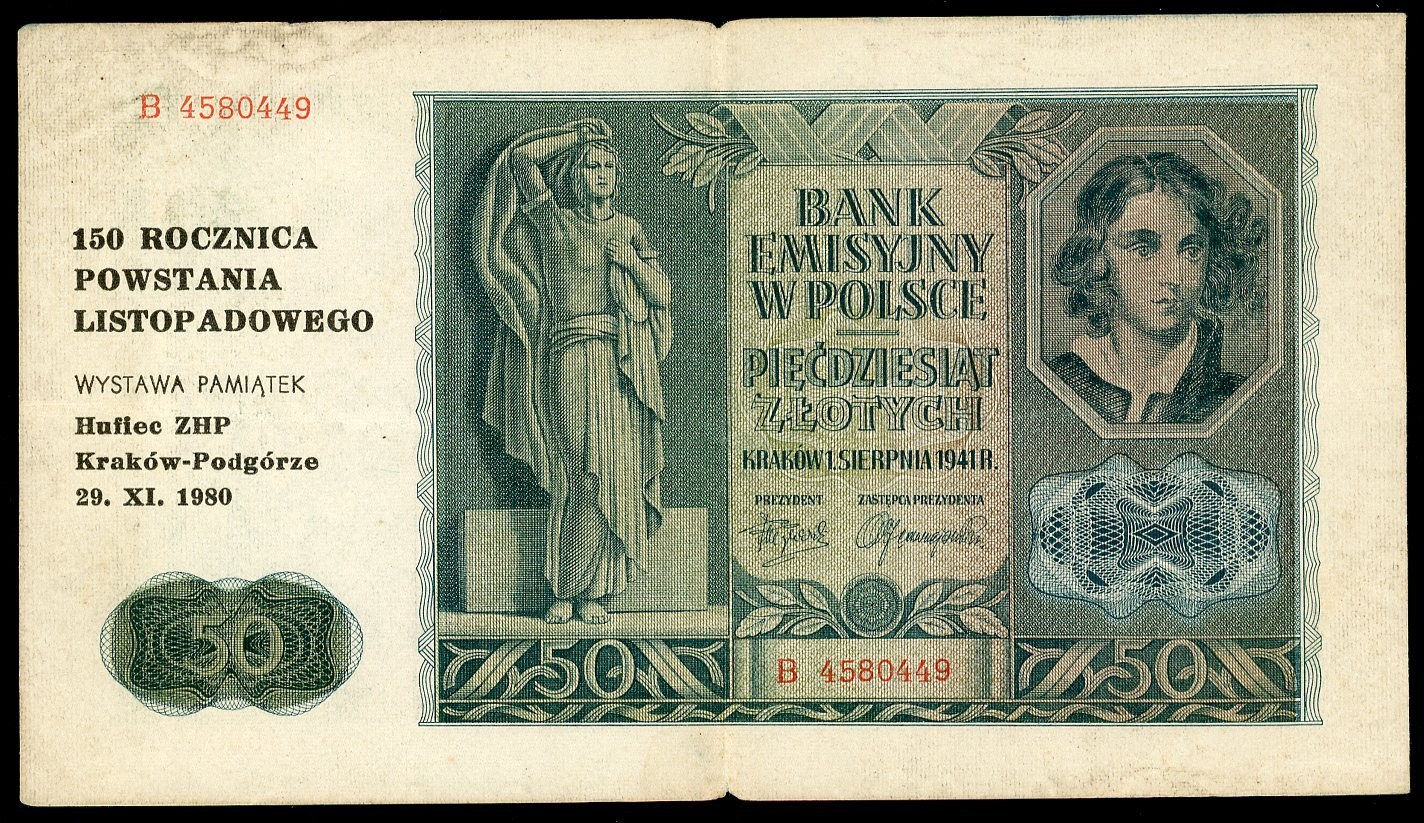 B 4580449
150 ROCZNICA
POWSTANIA
LISTOPADOWEGO
WYSTAWA PAMIĄTEK
Hufiec ZHP
Kraków-Podgórze
29. XI. 1980
50
BANK
EMISYJNY
W POLSCE
PIĘĆDZIESIĄT
ZŁOTYCH
KRAKÓW 1. SIERPNIA 1941 R.
PREZYDENT ZASTĘPCA PREZYDENTA
50
B 4580449
50